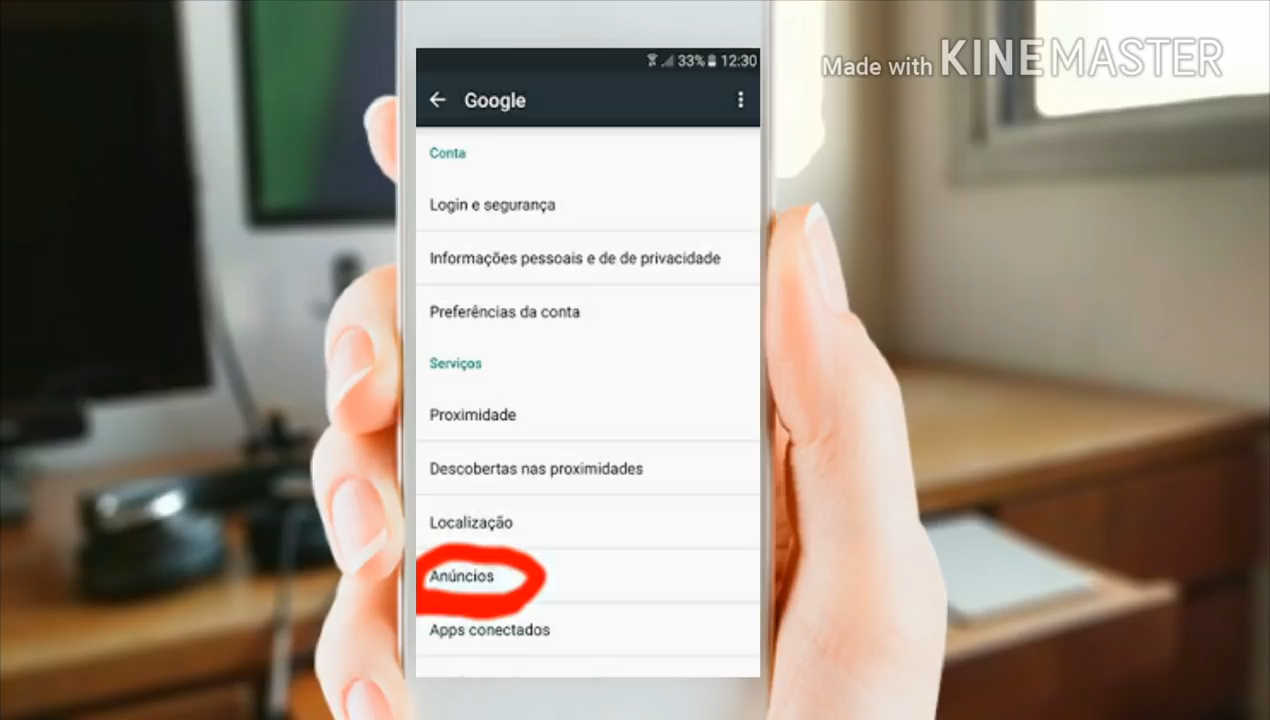 Made with KINEMASTER
33% 12:30
Google
Conta
Login e segurança
Informações pessoais e de de privacidade
Preferências da conta
Serviços
Proximidade
Descobertas nas proximidades
Localização
Anúncios
Apps conectados